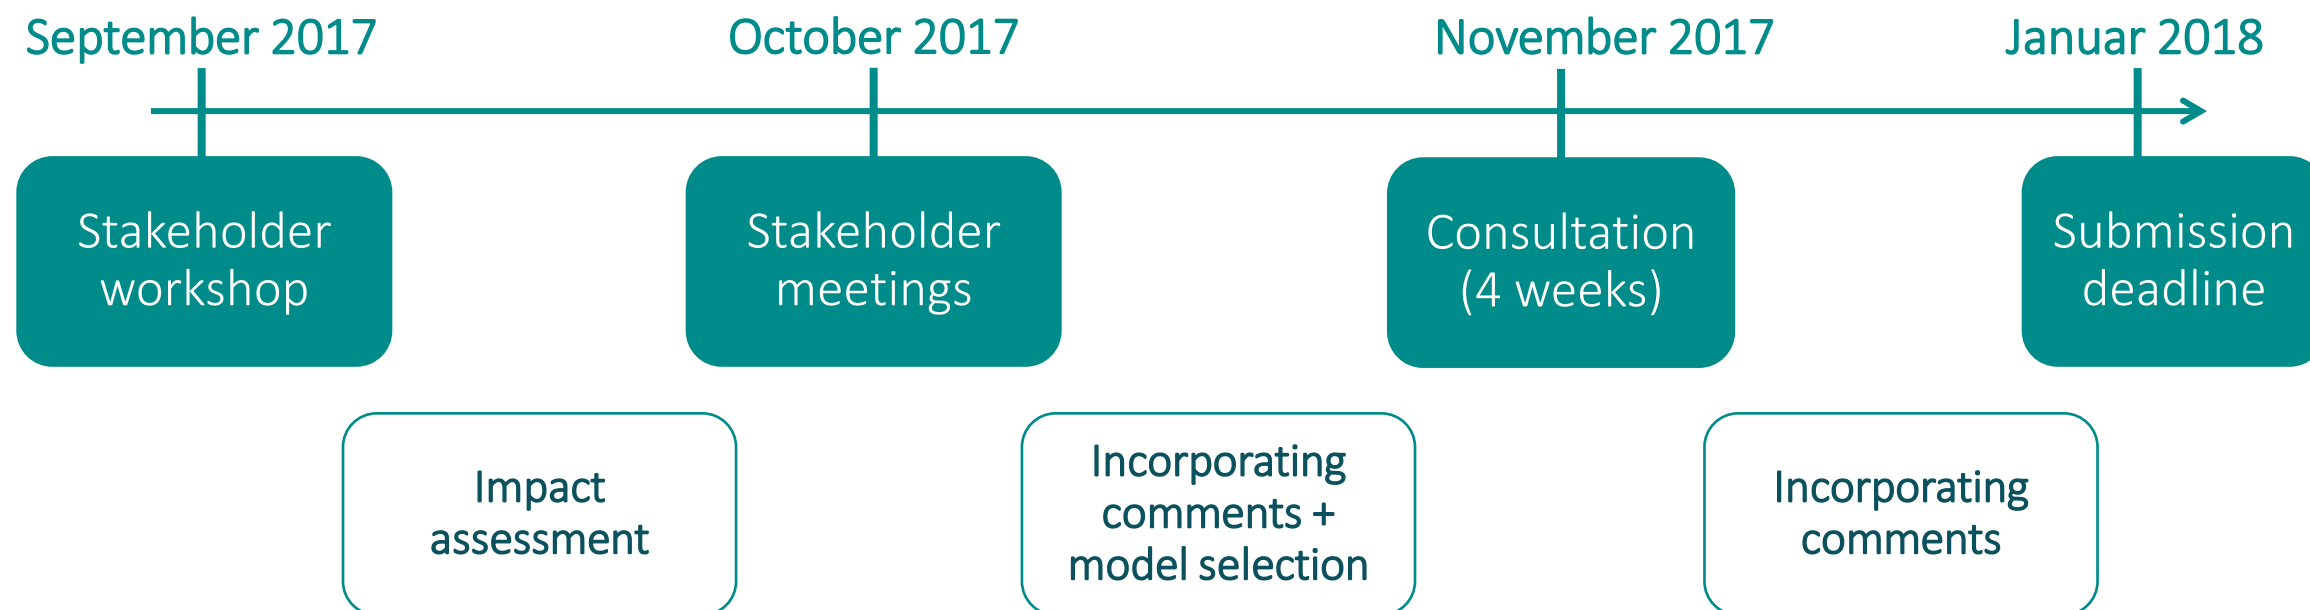 September 2017
October 2017
November 2017
Januar 2018
Stakeholder
workshop
Stakeholder
meetings
Consultation
(4 weeks)
Submission
deadline
Impact
assessment
Incorporating
comments +
model selection
Incorporating
comments